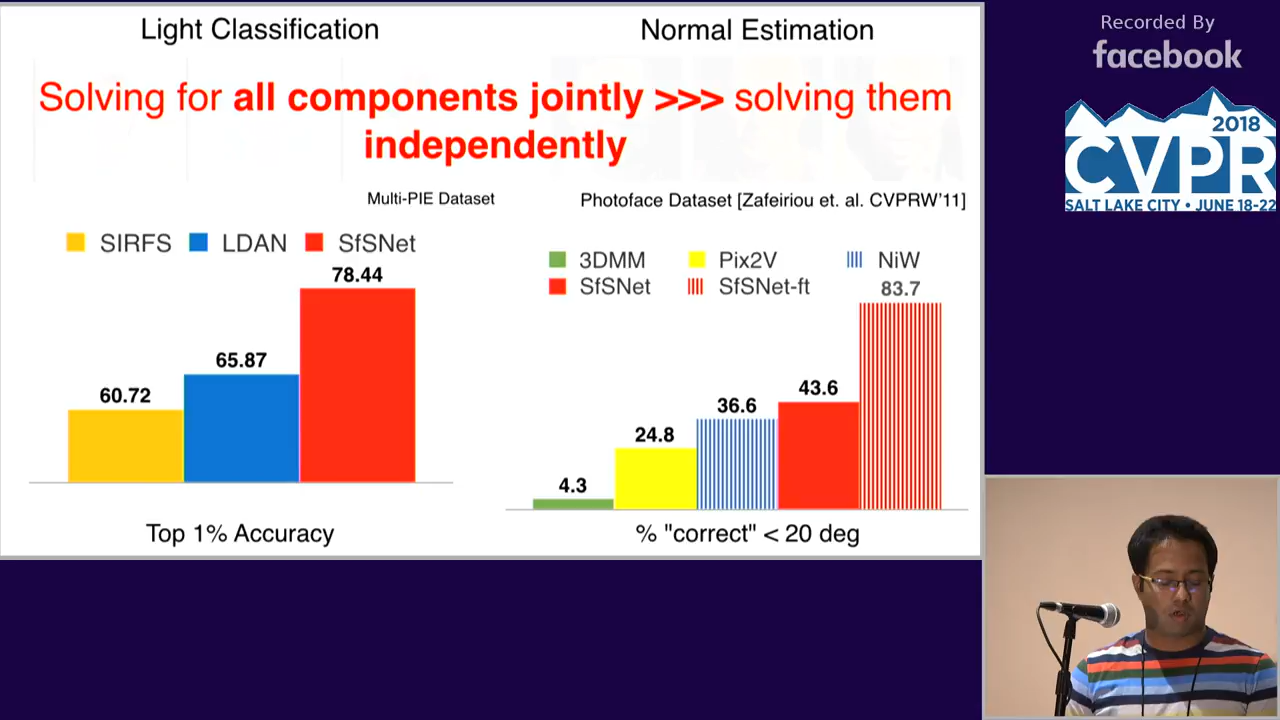 Light Classification
Normal Estimation
Solving for all components jointly >>> solving them
independently
Multi-PIE Dataset
Photoface Dataset [Zafeiriou et. al. CVPRW'11]
SIRFS LDAN SfSNet
78.44
65.87
60.72
Top 1% Accuracy
3DMM Pix2V NiW
SfSNet SfSNet-ft
83.7
43.6
36.6
24.8
4.3
% "correct" < 20 deg
Recorded By
facebook
2018
CVPR
SALT LAKE CITY • JUNE 18-22